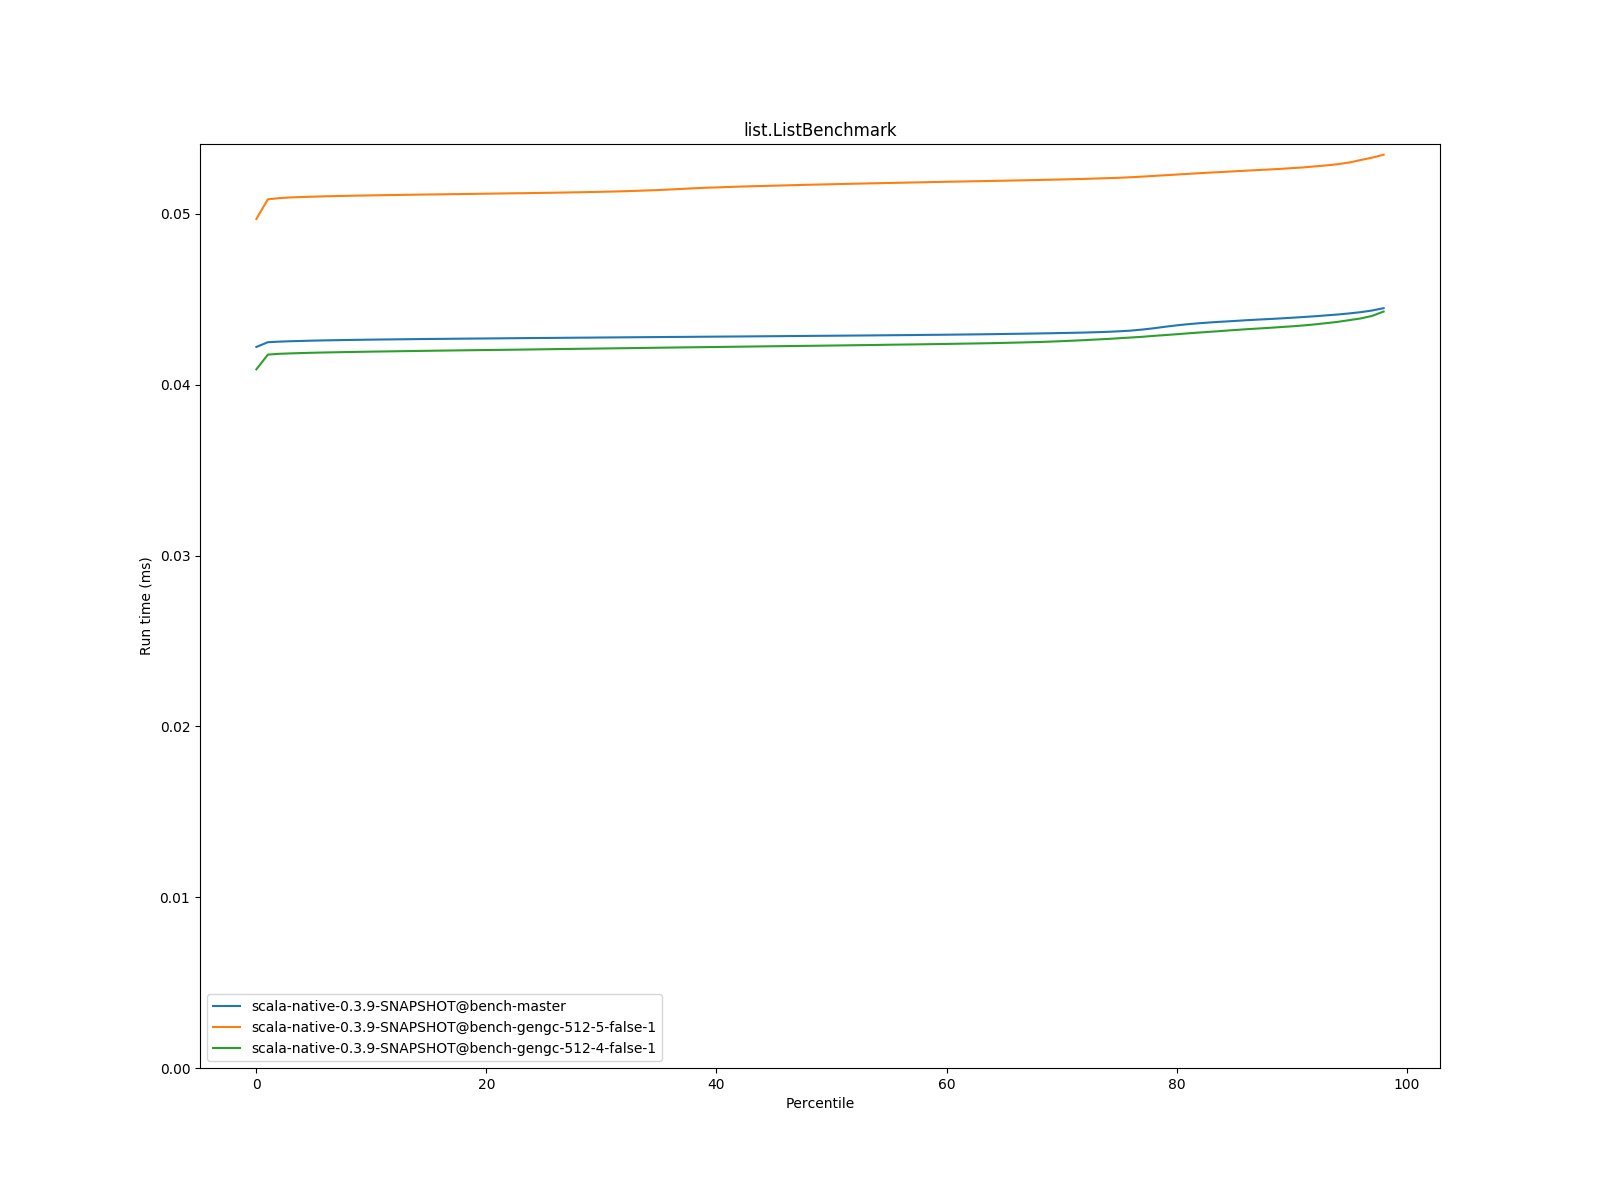 list.ListBenchmark
0.05
0.04
0.03
0.02
0.01
0.00
Run time (ms)
scala-native-0.3.9-SNAPSHOT@bench-master
scala-native-0.3.9-SNAPSHOT@bench-gengc-512-5-false-1
scala-native-0.3.9-SNAPSHOT@bench-gengc-512-4-false-1
0 20 40 60 80 100
Percentile